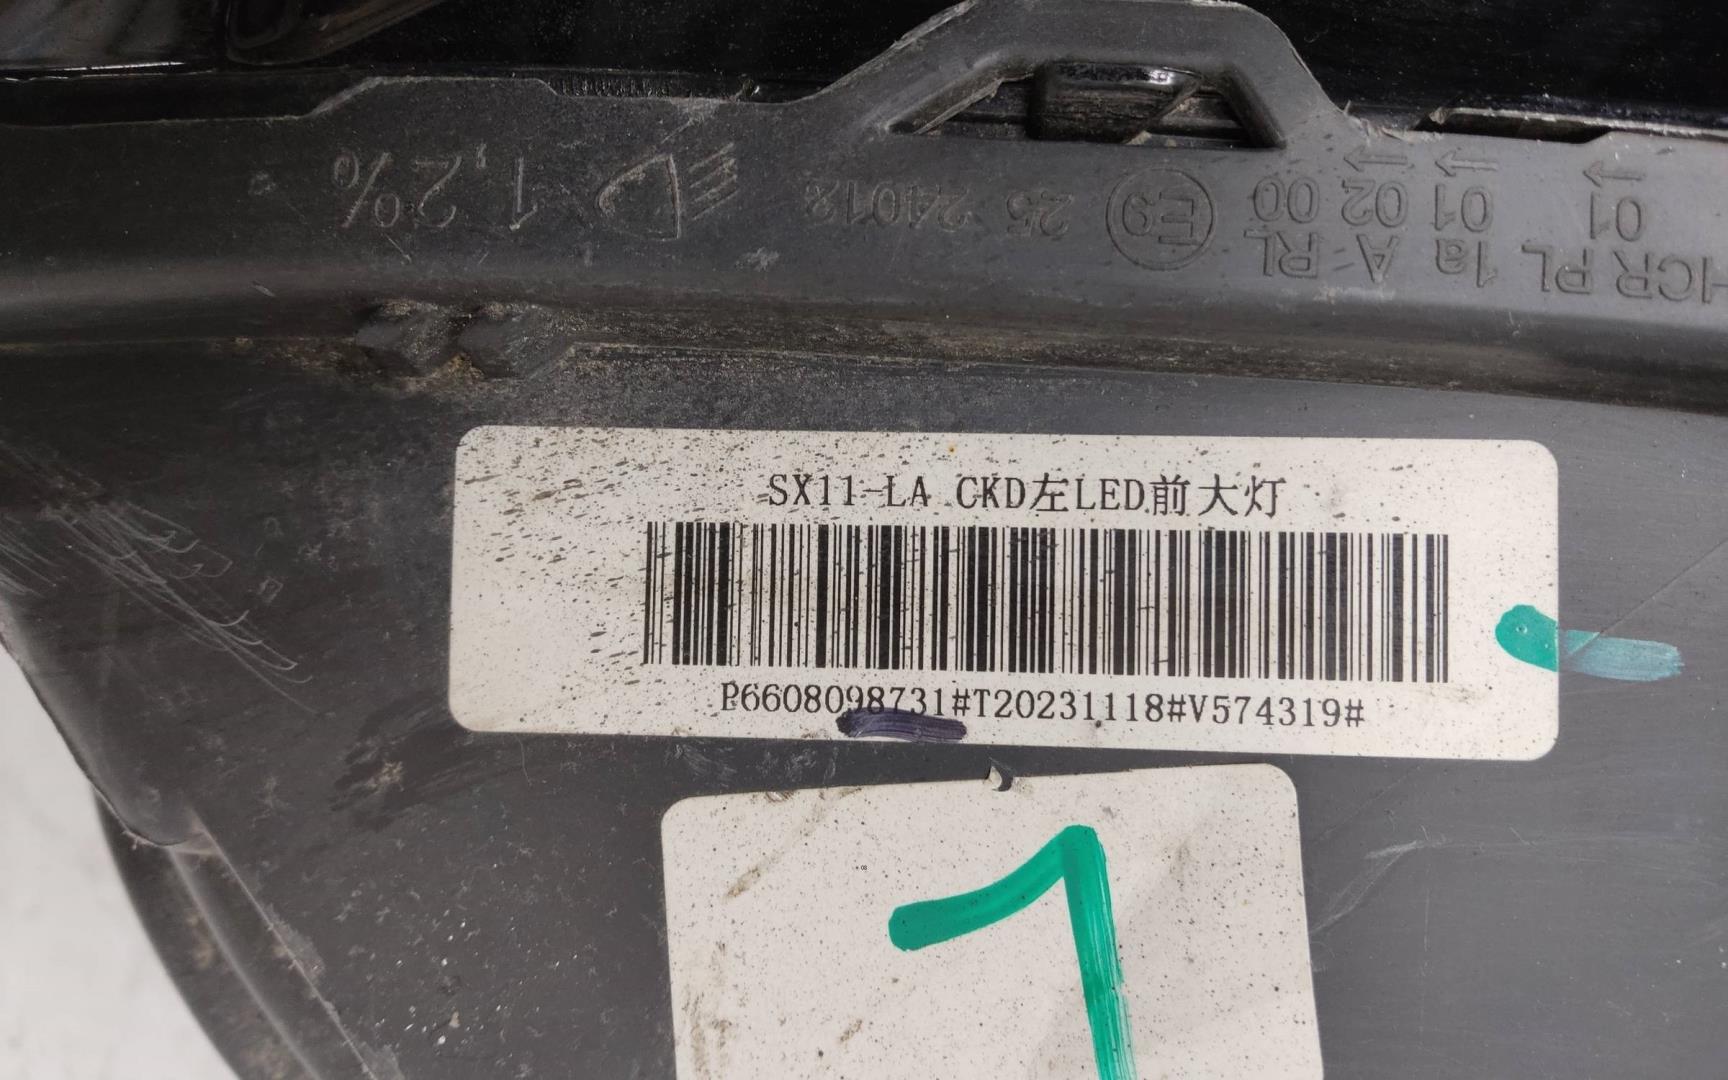 1,2%
25 24012 E9 00 02 01 01
RL A 1a PL HCR
SX11-LA CKD左LED前大灯
P6608098731#T20231118#V574319#
1